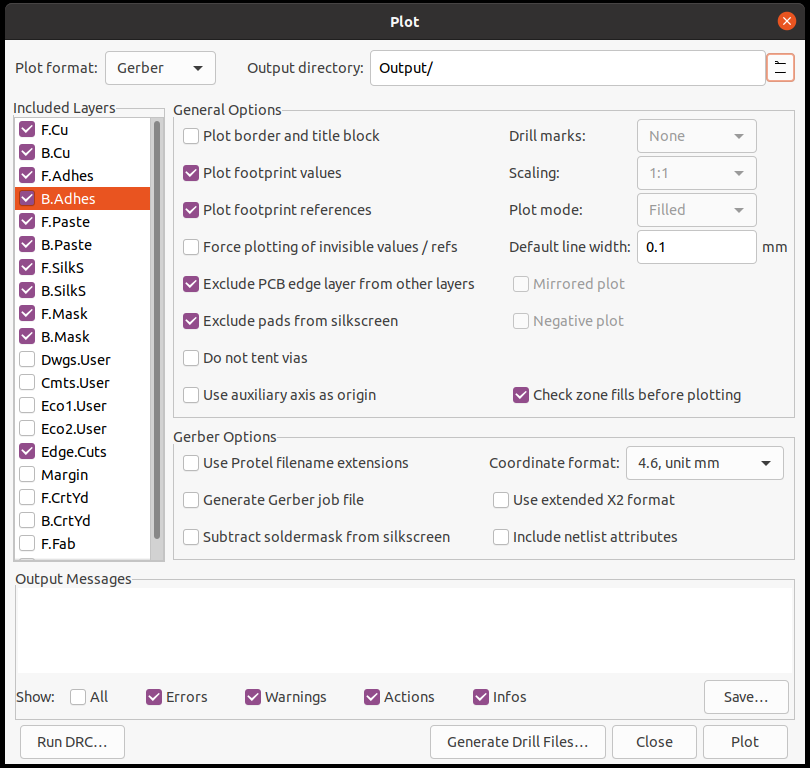 Plot
Plot format: Gerber Output directory: Output/
Included Layers
F.Cu
B.Cu
F.Adhes
B.Adhes
F.Paste
B.Paste
F.SilkS
B.SilkS
F.Mask
B.Mask
Dwgs.User
Cmts.User
Eco1.User
Eco2.User
Edge.Cuts
Margin
F.CrtYd
B.CrtYd
F.Fab
General Options
Plot border and title block Drill marks: None
Plot footprint values Scaling: 1:1
Plot footprint references Plot mode: Filled
Force plotting of invisible values / refs Default line width: 0.1 mm
Exclude PCB edge layer from other layers Mirrored plot
Exclude pads from silkscreen Negative plot
Do not tent vias
Use auxiliary axis as origin Check zone fills before plotting
Gerber Options
Use Protel filename extensions Coordinate format: 4.6, unit mm
Generate Gerber job file Use extended X2 format
Subtract soldermask from silkscreen Include netlist attributes
Output Messages
Show: All Errors Warnings Actions Infos Save...
Run DRC... Generate Drill Files... Close Plot